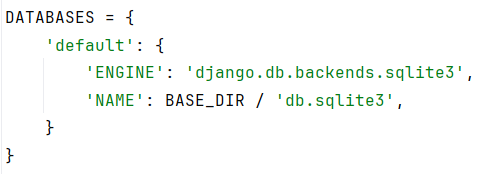 DATABASES = {
    'default': {
        'ENGINE': 'django.db.backends.sqlite3',
        'NAME': BASE_DIR / 'db.sqlite3',
    }
}